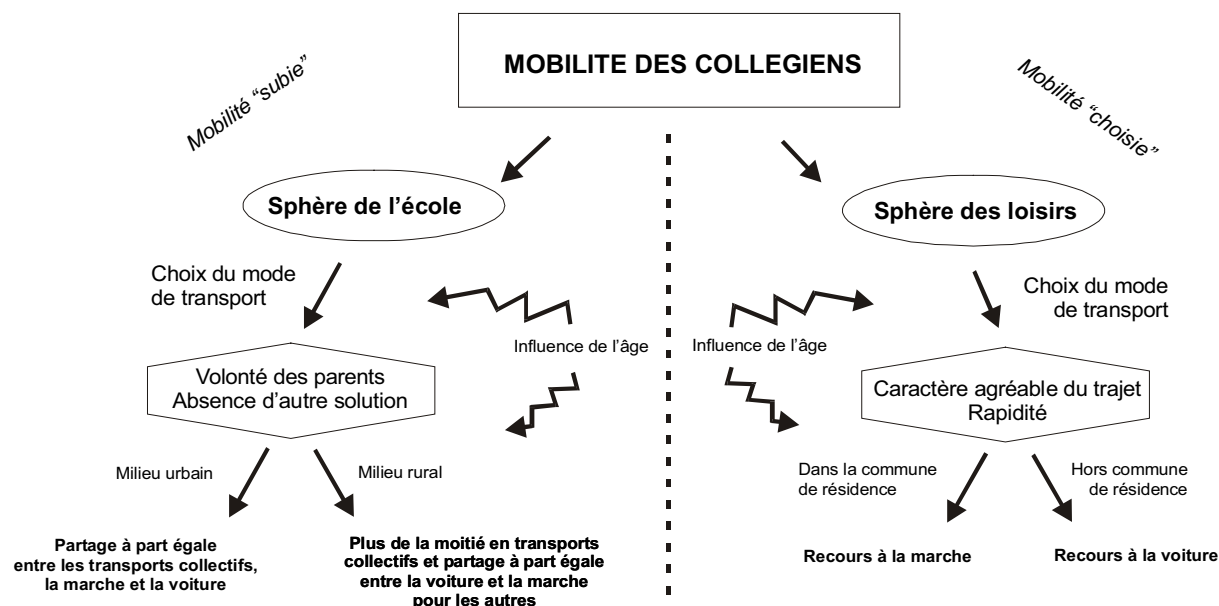 MOBILITE DES COLLEGIENS
Mobilité “subie”
Mobilité “choisie”
Sphère de l’école
Sphère des loisirs
Choix du mode
de transport
Choix du mode
de transport
Influence de l’âge
Influence de l’âge
Volonté des parents
Absence d’autre solution
Caractère agréable du trajet
Rapidité
Milieu urbain
Milieu rural
Dans la commune
de résidence
Hors commune
de résidence
Partage à part égale
entre les transports collectifs,
la marche et la voiture
Plus de la moitié en transports
collectifs et partage à part égale
entre la voiture et la marche
pour les autres
Recours à la marche
Recours à la voiture